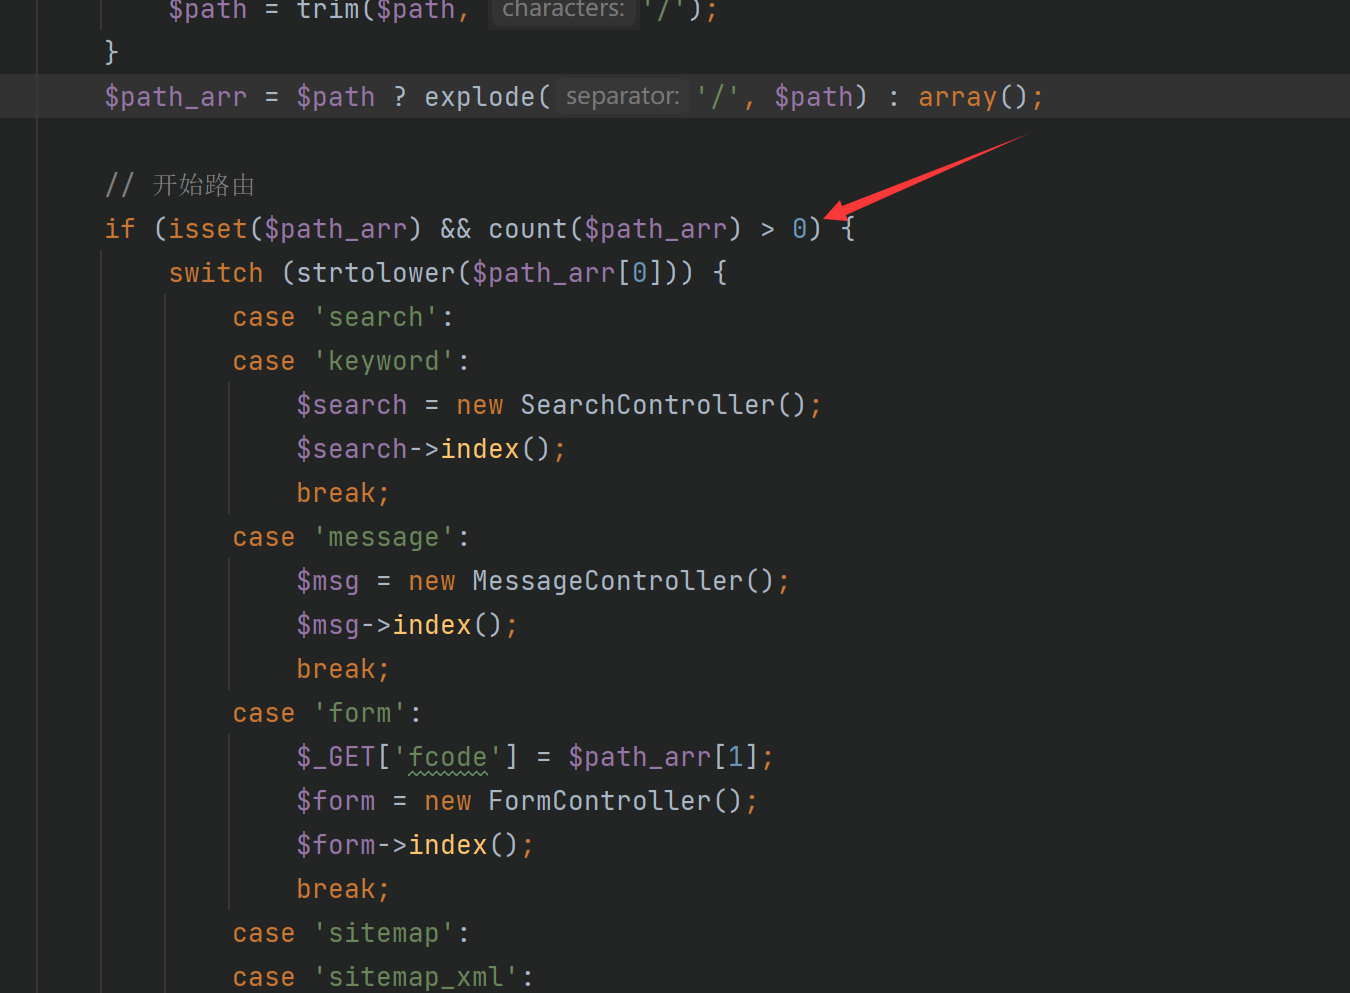 $path = trim($path, characters: '/');
}
$path_arr = $path ? explode( separator: '/', $path) : array();
// 开始路由
if (isset($path_arr) && count($path_arr) > 0) {
switch (strtolower($path_arr[0])) {
case 'search':
case 'keyword':
$search = new SearchController();
$search->index();
break;
case 'message':
$msg = new MessageController();
$msg->index();
break;
case 'form':
$_GET['fcode'] = $path_arr[1];
$form = new FormController();
$form->index();
break;
case 'sitemap':
case 'sitemap_xml':